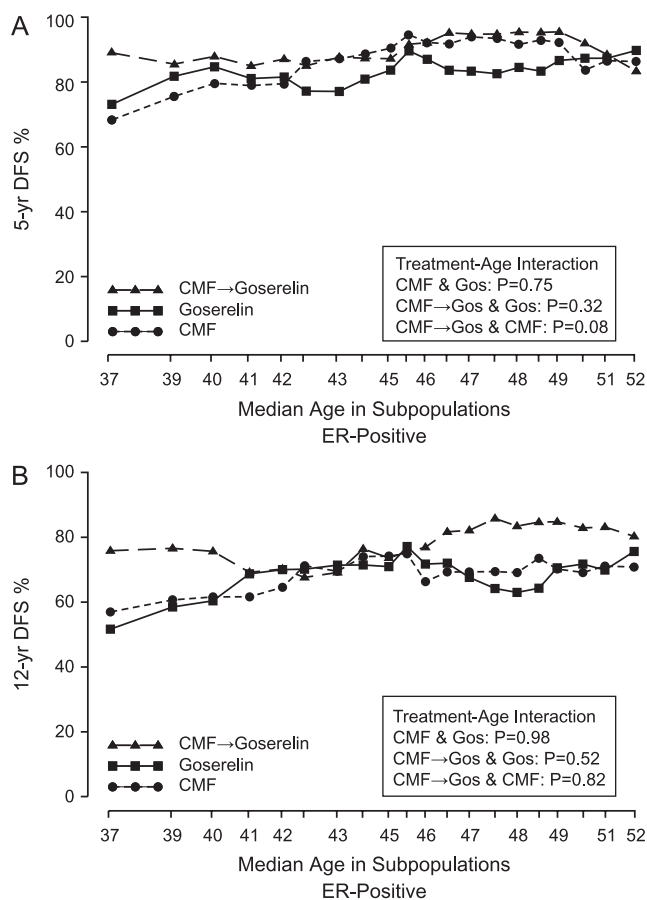 A
100
80
60
40
20
0
5-yr DFS %
CMF→Goserelin
Goserelin
CMF
Treatment-Age Interaction
CMF & Gos: P=0.75
CMF→Gos & Gos: P=0.32
CMF→Gos & CMF: P=0.08
37 39 40 41 42 43 44 45 46 47 48 49 51 52
Median Age in Subpopulations
ER-Positive
B
100
80
60
40
20
0
12-yr DFS %
CMF→Goserelin
Goserelin
CMF
Treatment-Age Interaction
CMF & Gos: P=0.98
CMF→Gos & Gos: P=0.52
CMF→Gos & CMF: P=0.82
37 39 40 41 42 43 44 45 46 47 48 49 51 52
Median Age in Subpopulations
ER-Positive